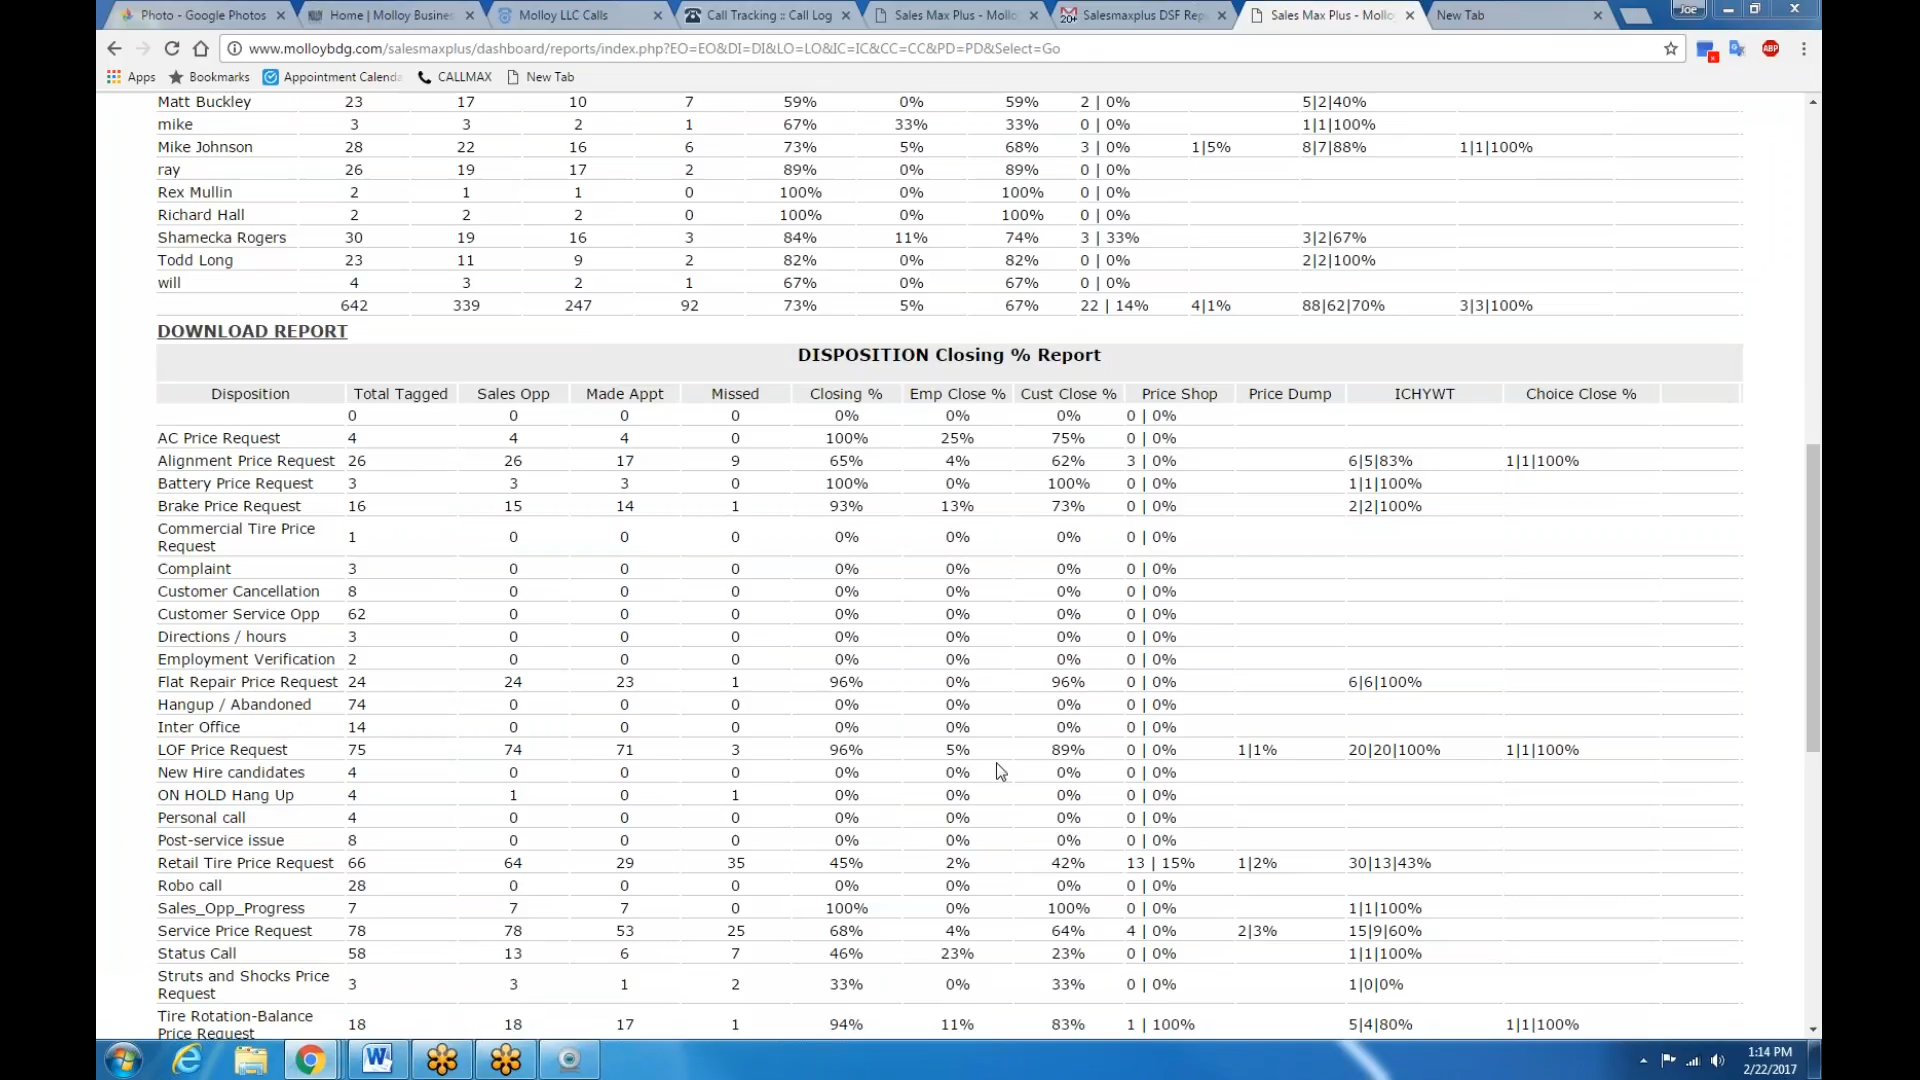 Photo - Google Photos
Home | Molloy Busines
Molloy LLC Calls
Call Tracking :: Call Log
Sales Max Plus - Mollo
Salesmaxplus DSF Rep
Sales Max Plus - Mollo
New Tab
Joe
www.molloybdg.com/salesmaxplus/dashboard/reports/index.php?EO=EO&DI=DI&LO=LO&IC=IC&CC=CC&PD=PD&Select=Go
ABP
Apps Bookmarks Appointment Calenda CALLMAX New Tab
Matt Buckley 23 17 10 7 59% 0% 59% 2 | 0% 5|2|40%
mike 3 3 2 1 67% 33% 33% 0 | 0% 1|1|100%
Mike Johnson 28 22 16 6 73% 5% 68% 3 | 0% 1|5% 8|7|88% 1|1|100%
ray 26 19 17 2 89% 0% 89% 0 | 0%
Rex Mullin 2 1 1 0 100% 0% 100% 0 | 0%
Richard Hall 2 2 2 0 100% 0% 100% 0 | 0%
Shamecka Rogers 30 19 16 3 84% 11% 74% 3 | 33% 3|2|67%
Todd Long 23 11 9 2 82% 0% 82% 0 | 0% 2|2|100%
will 4 3 2 1 67% 0% 67% 0 | 0%
642 339 247 92 73% 5% 67% 22 | 14% 4|1% 88|62|70% 3|3|100%
DOWNLOAD REPORT
DISPOSITION Closing % Report
Disposition Total Tagged Sales Opp Made Appt Missed Closing % Emp Close % Cust Close % Price Shop Price Dump ICHYWT Choice Close %
0 0 0 0 0% 0% 0% 0 | 0%
AC Price Request 4 4 4 0 100% 25% 75% 0 | 0%
Alignment Price Request 26 26 17 9 65% 4% 62% 3 | 0% 6|5|83% 1|1|100%
Battery Price Request 3 3 3 0 100% 0% 100% 0 | 0% 1|1|100%
Brake Price Request 16 15 14 1 93% 13% 73% 0 | 0% 2|2|100%
Commercial Tire Price
Request 1 0 0 0 0% 0% 0% 0 | 0%
Complaint 3 0 0 0 0% 0% 0% 0 | 0%
Customer Cancellation 8 0 0 0 0% 0% 0% 0 | 0%
Customer Service Opp 62 0 0 0 0% 0% 0% 0 | 0%
Directions / hours 3 0 0 0 0% 0% 0% 0 | 0%
Employment Verification 2 0 0 0 0% 0% 0% 0 | 0%
Flat Repair Price Request 24 24 23 1 96% 0% 96% 0 | 0% 6|6|100%
Hangup / Abandoned 74 0 0 0 0% 0% 0% 0 | 0%
Inter Office 14 0 0 0 0% 0% 0% 0 | 0%
LOF Price Request 75 74 71 3 96% 5% 89% 0 | 0% 1|1% 20|20|100% 1|1|100%
New Hire candidates 4 0 0 0 0% 0% 0% 0 | 0%
ON HOLD Hang Up 4 1 0 1 0% 0% 0% 0 | 0%
Personal call 4 0 0 0 0% 0% 0% 0 | 0%
Post-service issue 8 0 0 0 0% 0% 0% 0 | 0%
Retail Tire Price Request 66 64 29 35 45% 2% 42% 13 | 15% 1|2% 30|13|43%
Robo call 28 0 0 0 0% 0% 0% 0 | 0%
Sales_Opp_Progress 7 7 7 0 100% 0% 100% 0 | 0% 1|1|100%
Service Price Request 78 78 53 25 68% 4% 64% 4 | 0% 2|3% 15|9|60%
Status Call 58 13 6 7 46% 23% 23% 0 | 0% 1|1|100%
Struts and Shocks Price
Request 3 3 1 2 33% 0% 33% 0 | 0% 1|0|0%
Tire Rotation-Balance
Price Request 18 18 17 1 94% 11% 83% 1 | 100% 5|4|80% 1|1|100%
1:14 PM
2/22/2017